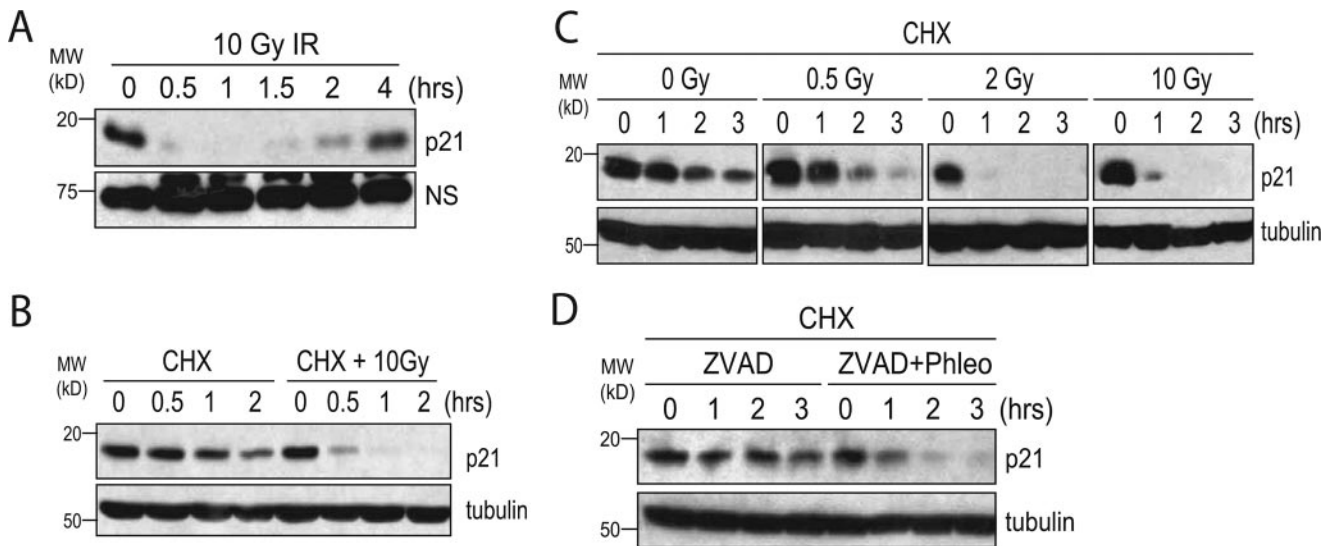 A
10 Gy IR
MW
(kD)
0 0.5 1 1.5 2 4 (hrs)
20
p21
75
NS
B
CHX CHX + 10Gy
MW
(kD)
0 0.5 1 2 0 0.5 1 2 (hrs)
20
p21
50
tubulin
C
CHX
MW
(kD)
0 Gy 0.5 Gy 2 Gy 10 Gy
0 1 2 3 0 1 2 3 0 1 2 3 0 1 2 3 (hrs)
20
p21
50
tubulin
D
CHX
MW
(kD)
ZVAD ZVAD+Phleo
0 1 2 3 0 1 2 3 (hrs)
20
p21
50
tubulin